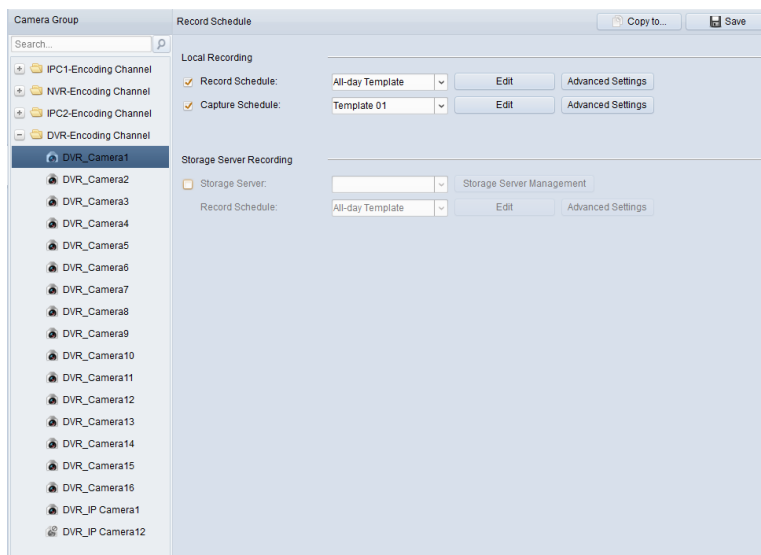 Camera Group
Search...
IPC1-Encoding Channel
NVR-Encoding Channel
IPC2-Encoding Channel
DVR-Encoding Channel
DVR_Camera1
DVR_Camera2
DVR_Camera3
DVR_Camera4
DVR_Camera5
DVR_Camera6
DVR_Camera7
DVR_Camera8
DVR_Camera9
DVR_Camera10
DVR_Camera11
DVR_Camera12
DVR_Camera13
DVR_Camera14
DVR_Camera15
DVR_Camera16
DVR_IP Camera1
DVR_IP Camera12
Record Schedule Copy to... Save
Local Recording
Record Schedule: All-day Template Edit Advanced Settings
Capture Schedule: Template 01 Edit Advanced Settings
Storage Server Recording
Storage Server: Storage Server Management
Record Schedule: All-day Template Edit Advanced Settings